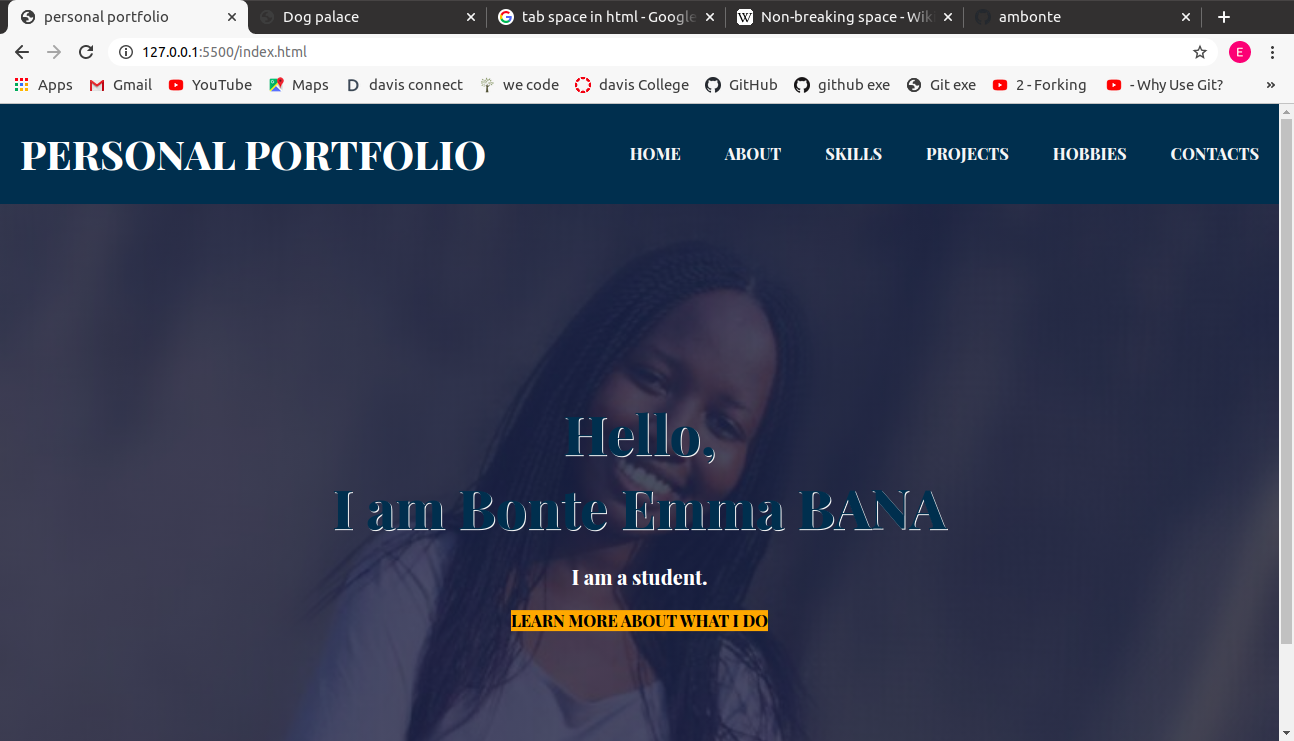 personal portfolio
Dog palace
tab space in html - Google
Non-breaking space - Wik
ambonte
127.0.0.1:5500/index.html
E
Apps
Gmail
YouTube
Maps
D davis connect
we code
davis College
GitHub
github exe
Git exe
2 - Forking
- Why Use Git?
»
PERSONAL PORTFOLIO
HOME ABOUT SKILLS PROJECTS HOBBIES CONTACTS
Hello,
I am Bonte Emma BANA
I am a student.
LEARN MORE ABOUT WHAT I DO